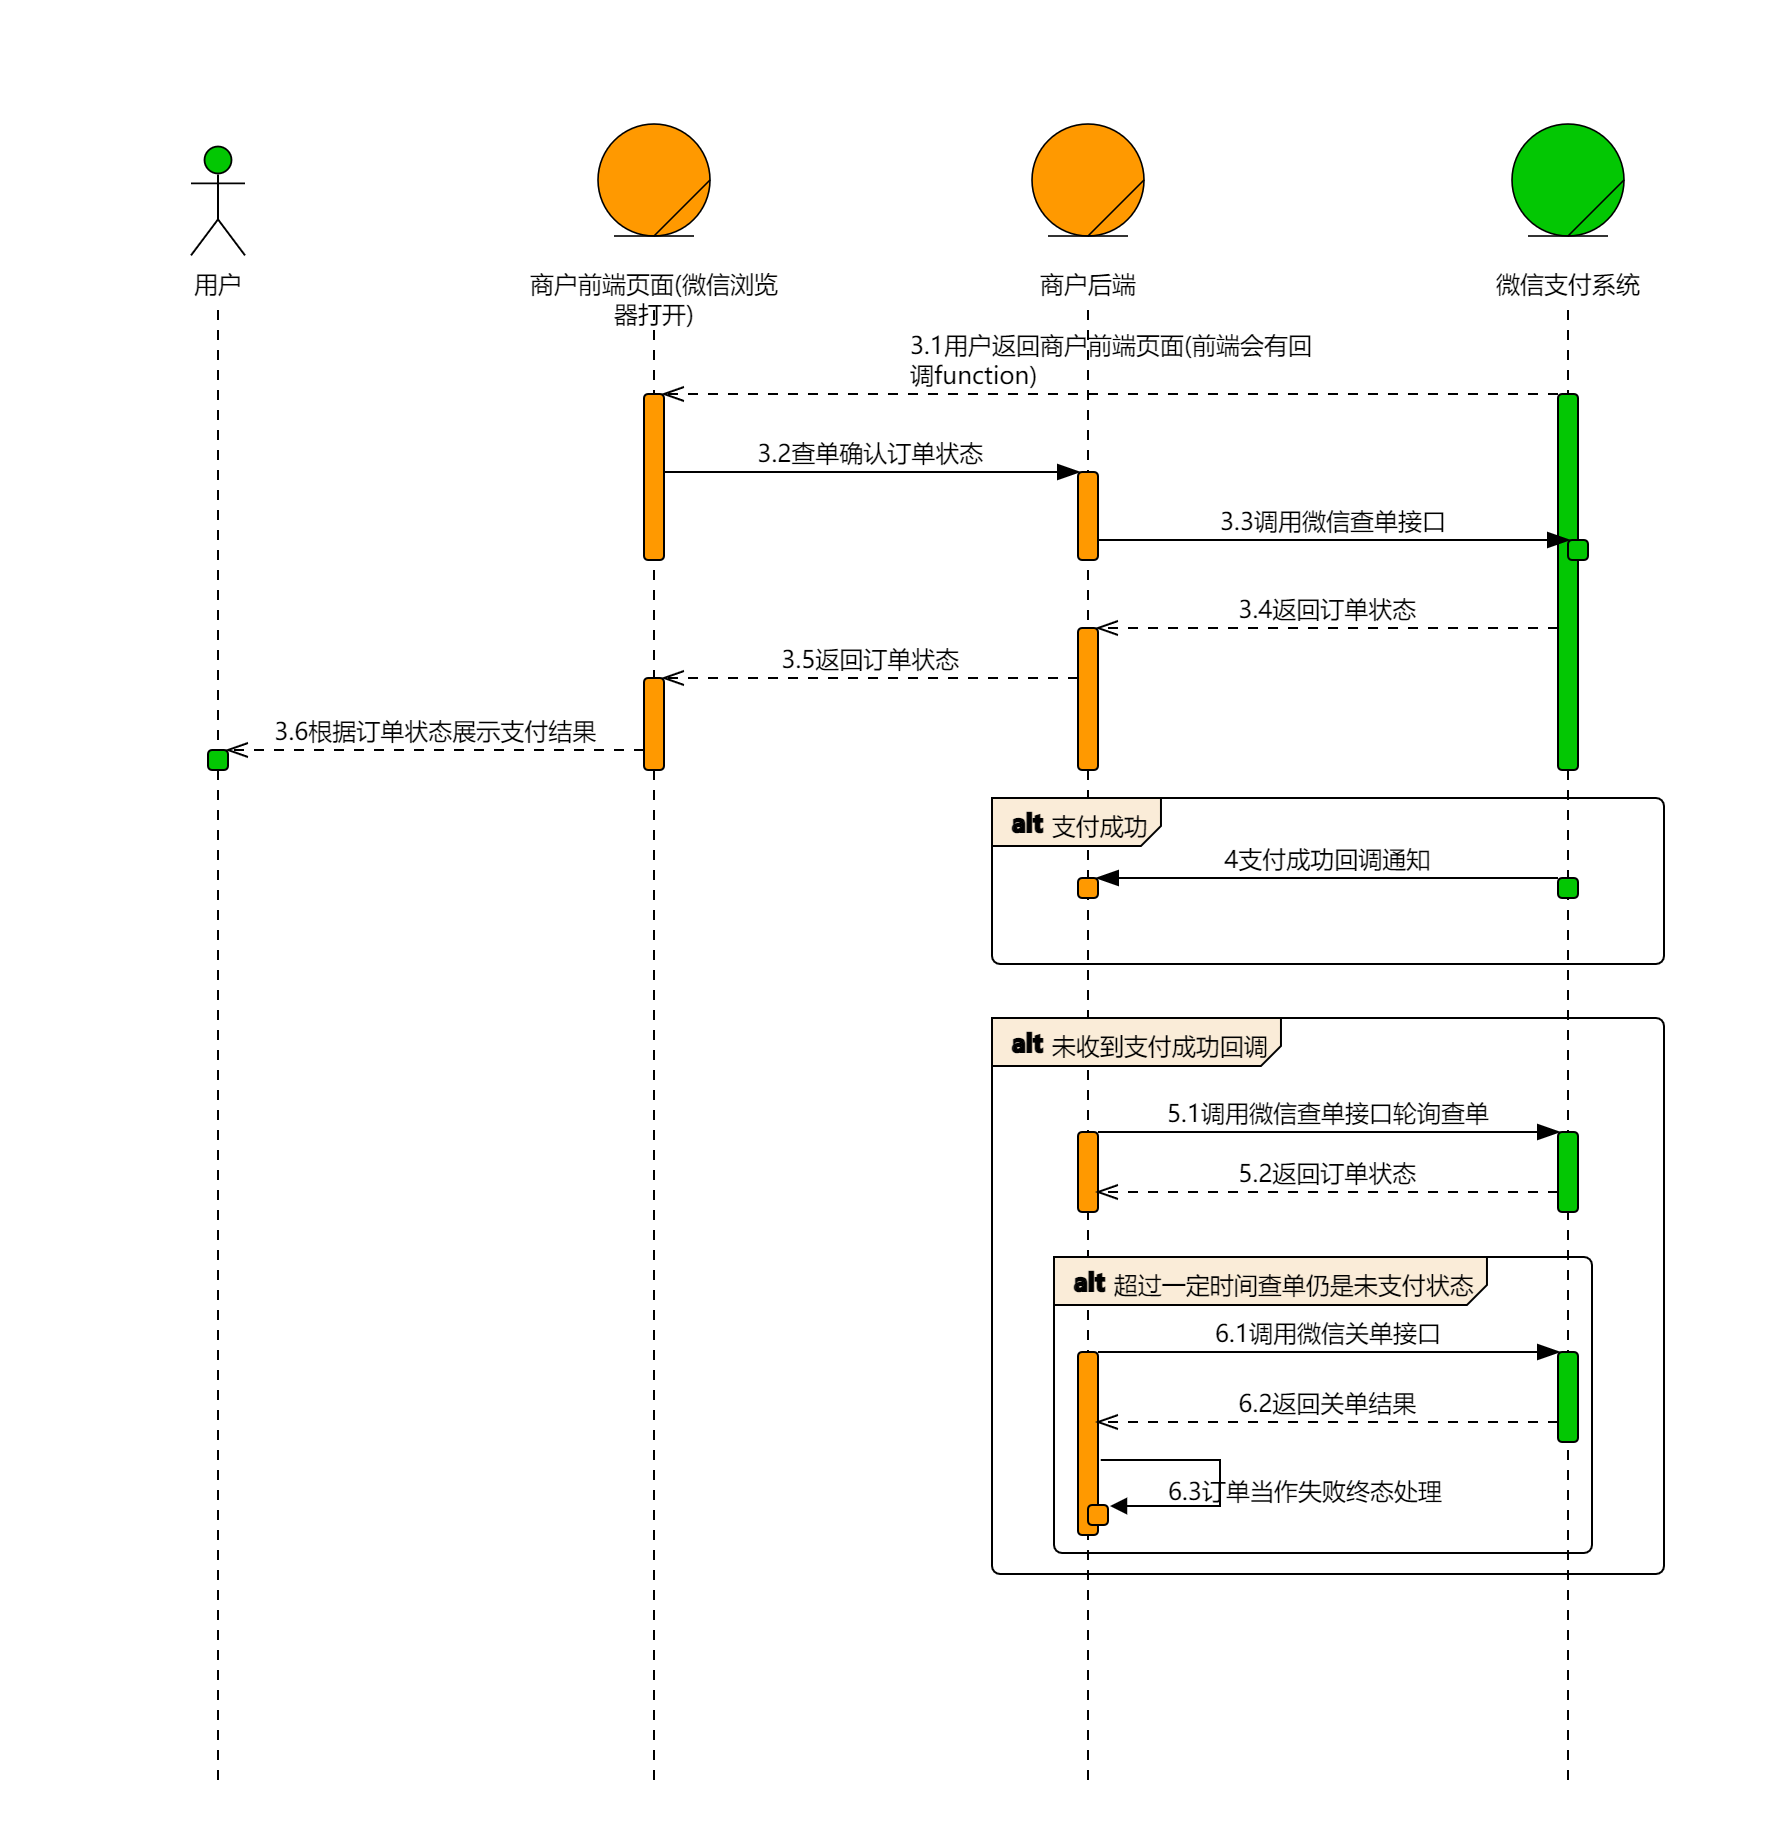 用户
商户前端页面(微信浏览
器打开)
商户后端
微信支付系统
3.1用户返回商户前端页面(前端会有回
调function)
3.2查单确认订单状态
3.3调用微信查单接口
3.4返回订单状态
3.5返回订单状态
3.6根据订单状态展示支付结果
alt 支付成功
4支付成功回调通知
alt 未收到支付成功回调
5.1调用微信查单接口轮询查单
5.2返回订单状态
alt 超过一定时间查单仍是未支付状态
6.1调用微信关单接口
6.2返回关单结果
6.3订单当作失败终态处理